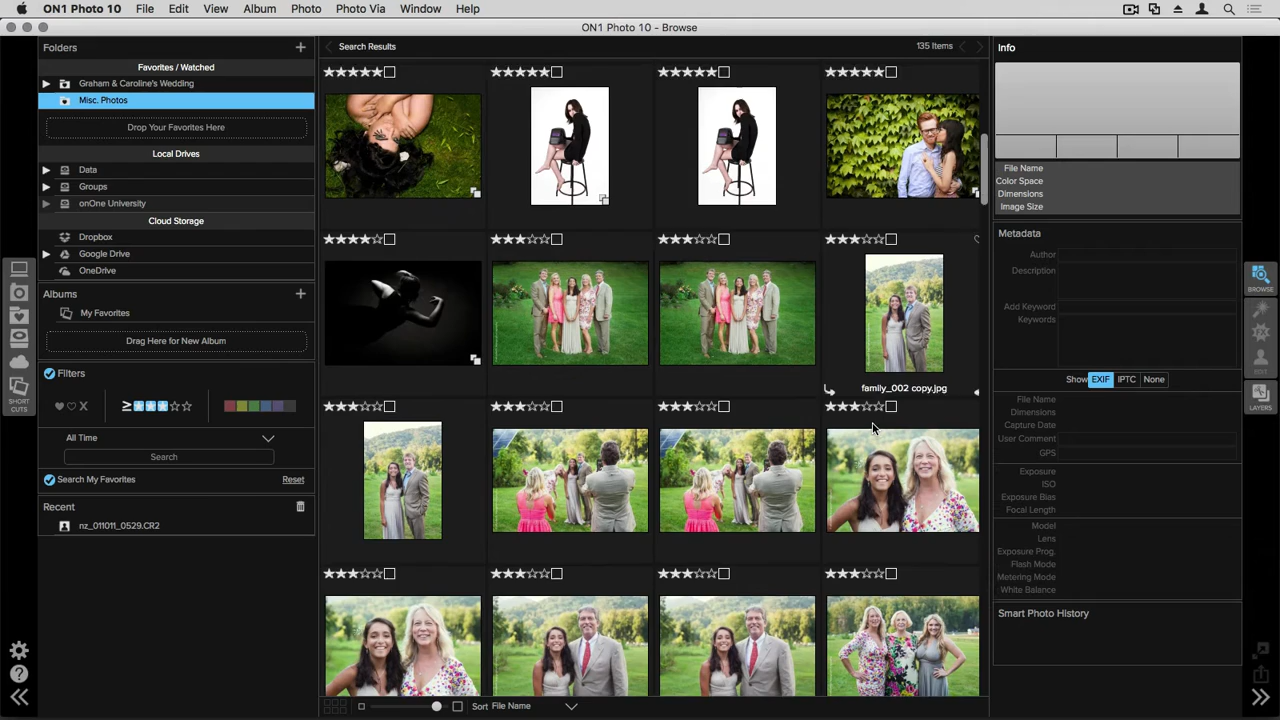 ON1 Photo 10 File Edit View Album Photo Photo Via Window Help
ON1 Photo 10 - Browse
Folders
Favorites / Watched
Graham & Caroline's Wedding
Misc. Photos
Drop Your Favorites Here
Local Drives
Data
Groups
onOne University
Cloud Storage
Dropbox
Google Drive
OneDrive
Albums
My Favorites
Drag Here for New Album
Filters
All Time
Search
Search My Favorites Reset
Recent
nz_011011_0529.CR2
SHORT
CUTS
Search Results 135 Items
family_002 copy.jpg
Sort File Name
Info
File Name
Color Space
Dimensions
Image Size
Metadata
Author
Description
Add Keyword
Keywords
Show EXIF IPTC None
File Name
Dimensions
Capture Date
User Comment
GPS
Exposure
ISO
Exposure Bias
Focal Length
Model
Lens
Exposure Prog.
Flash Mode
Metering Mode
White Balance
Smart Photo History
BROWSE
EDIT
LAYERS